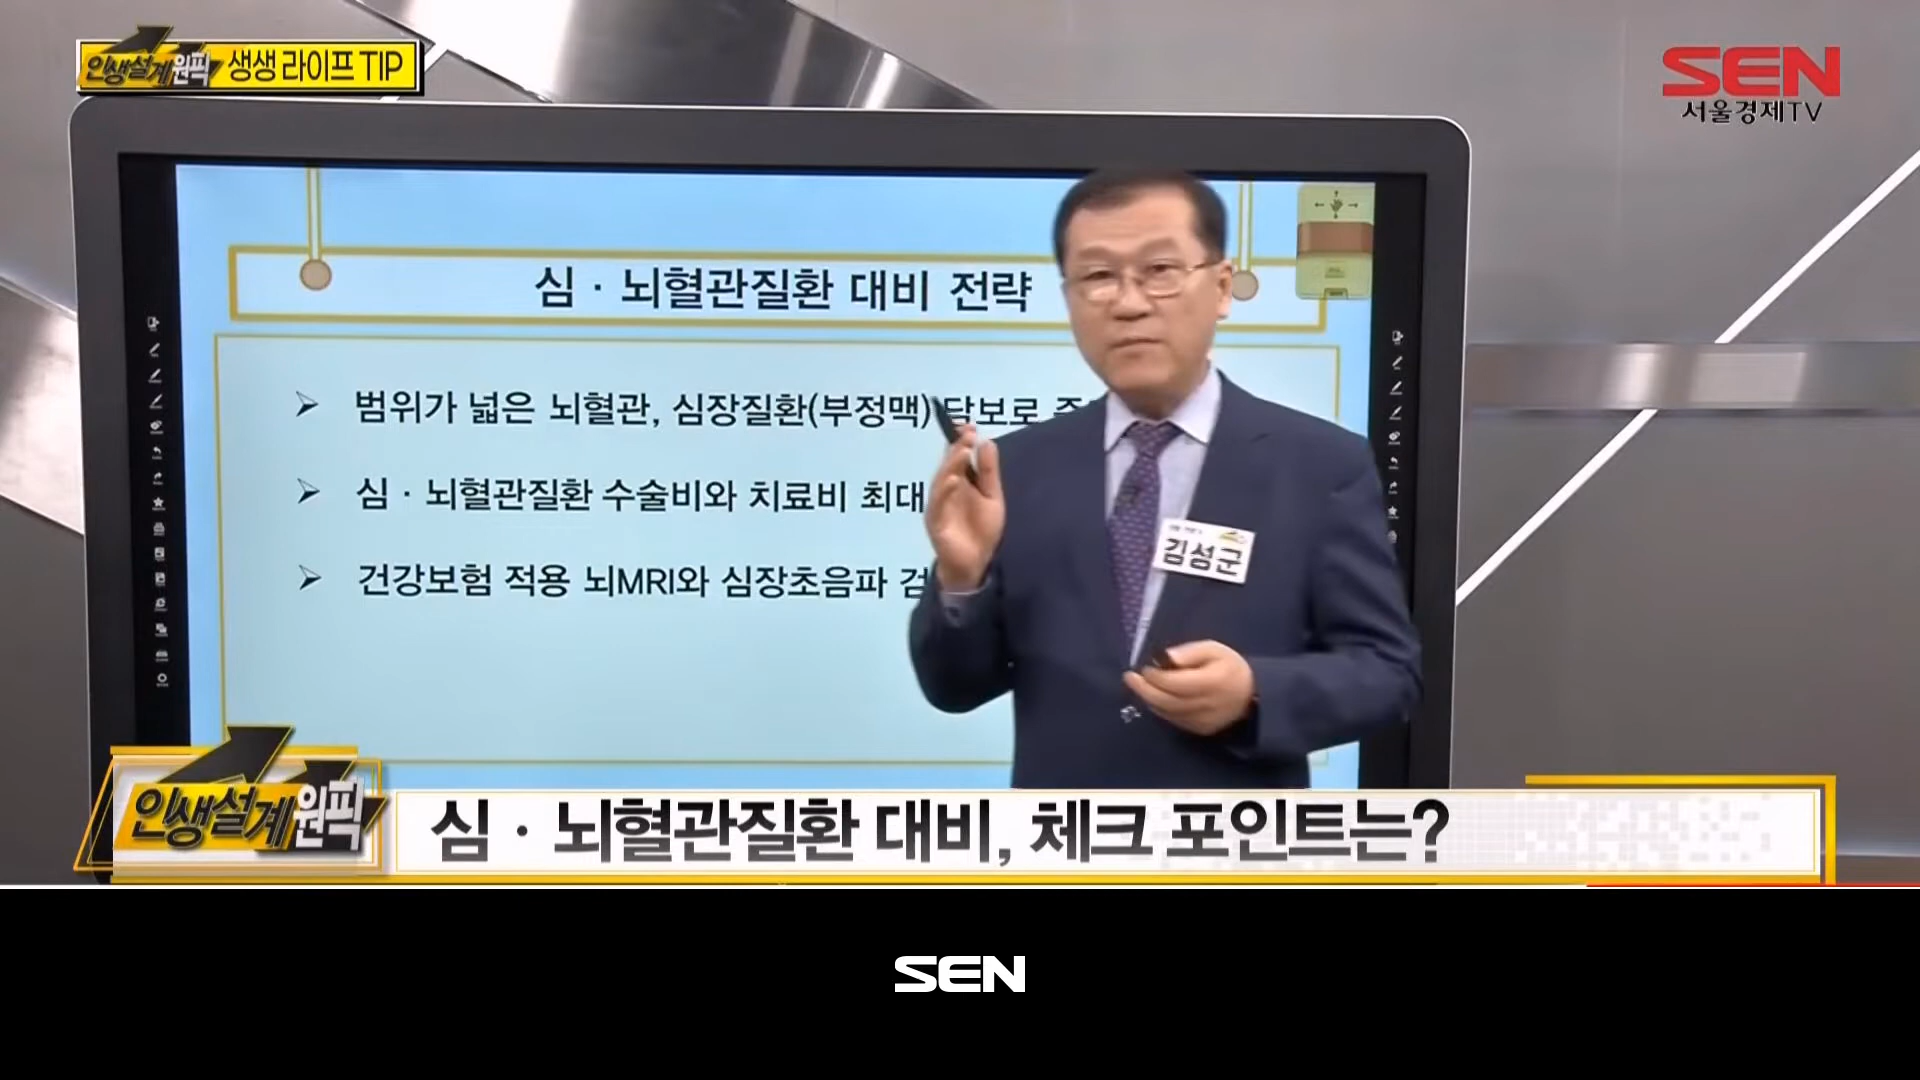 인생설계원픽 생생 라이프 TIP
SEN
서울경제TV
심 · 뇌혈관질환 대비 전략
➢ 범위가 넓은 뇌혈관, 심장질환(부정맥) 담보로
➢ 심 · 뇌혈관질환 수술비와 치료비 최대
➢ 건강보험 적용 뇌MRI와 심장초음파
김성군
인생설계원픽
심 · 뇌혈관질환 대비, 체크 포인트는?
SEN